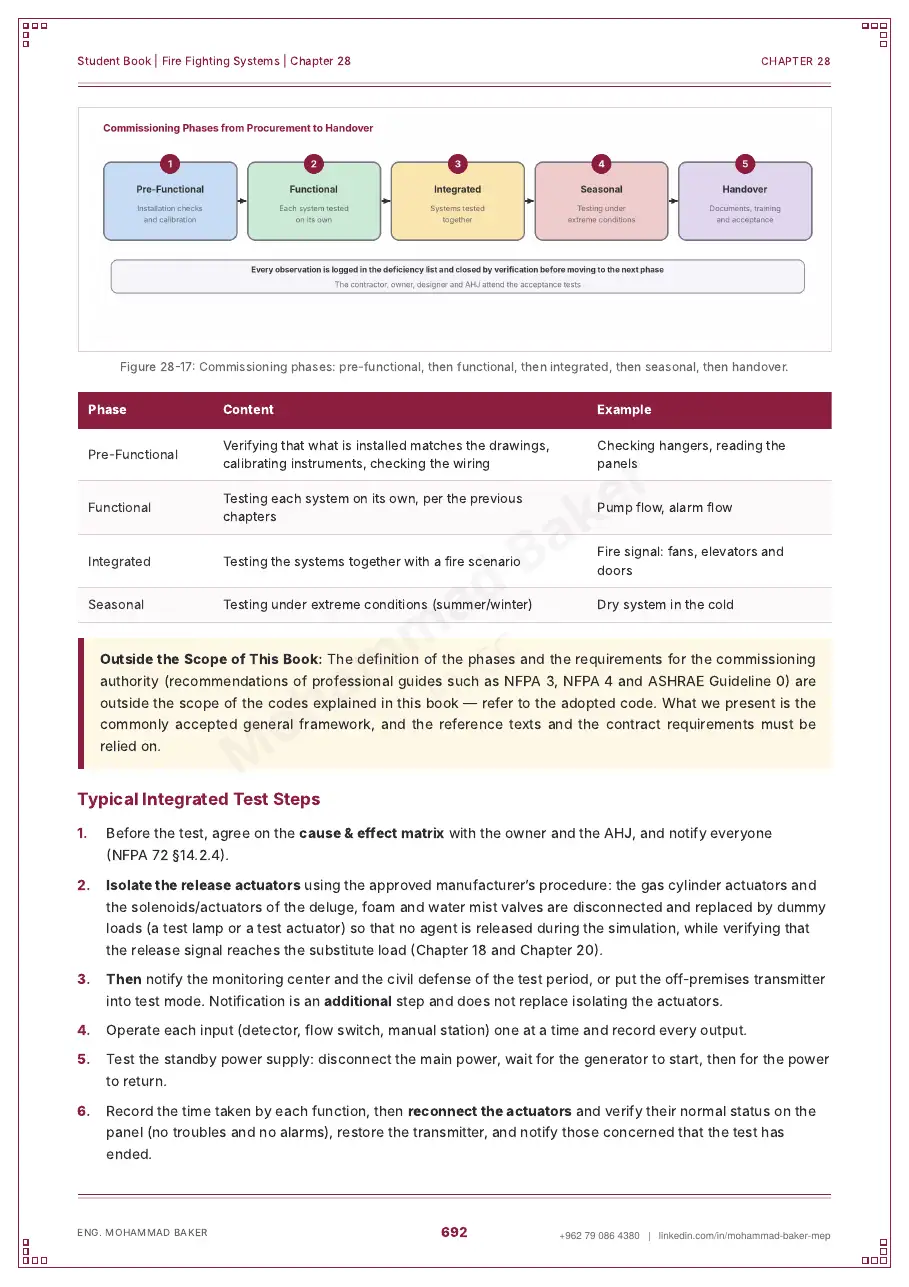 Student Book | Fire Fighting Systems | Chapter 28
CHAPTER 28
Commissioning Phases from Procurement to Handover
1
2
3
4
5
Pre-Functional
Functional
Integrated
Seasonal
Handover
Installation checks
and calibration
Each system tested
on its own
Systems tested
together
Testing under
extreme conditions
Documents, training
and acceptance
Every observation is logged in the deficiency list and closed by verification before moving to the next phase
The contractor, owner, designer and AHJ attend the acceptance tests
Figure 28-17: Commissioning phases: pre-functional, then functional, then integrated, then seasonal, then handover.
Phase Content Example
Pre-Functional
Verifying that what is installed matches the drawings,
calibrating instruments, checking the wiring
Checking hangers, reading the
panels
Functional
Testing each system on its own, per the previous
chapters
Pump flow, alarm flow
Integrated
Testing the systems together with a fire scenario
Fire signal: fans, elevators and
doors
Seasonal
Testing under extreme conditions (summer/winter)
Dry system in the cold
Mohammad Baker
Outside the Scope of This Book: The definition of the phases and the requirements for the commissioning
authority (recommendations of professional guides such as NFPA 3, NFPA 4 and ASHRAE Guideline 0) are
outside the scope of the codes explained in this book — refer to the adopted code. What we present is the
commonly accepted general framework, and the reference texts and the contract requirements must be
relied on.
Typical Integrated Test Steps
1. Before the test, agree on the cause & effect matrix with the owner and the AHJ, and notify everyone
(NFPA 72 §14.2.4).
2. Isolate the release actuators using the approved manufacturer’s procedure: the gas cylinder actuators and
the solenoids/actuators of the deluge, foam and water mist valves are disconnected and replaced by dummy
loads (a test lamp or a test actuator) so that no agent is released during the simulation, while verifying that
the release signal reaches the substitute load (Chapter 18 and Chapter 20).
3. Then notify the monitoring center and the civil defense of the test period, or put the off-premises transmitter
into test mode. Notification is an additional step and does not replace isolating the actuators.
4. Operate each input (detector, flow switch, manual station) one at a time and record every output.
5. Test the standby power supply: disconnect the main power, wait for the generator to start, then for the power
to return.
6. Record the time taken by each function, then reconnect the actuators and verify their normal status on the
panel (no troubles and no alarms), restore the transmitter, and notify those concerned that the test has
ended.
ENG. MOHAMMAD BAKER
692
+962 79 086 4380 | linkedin.com/in/mohammad-baker-mep